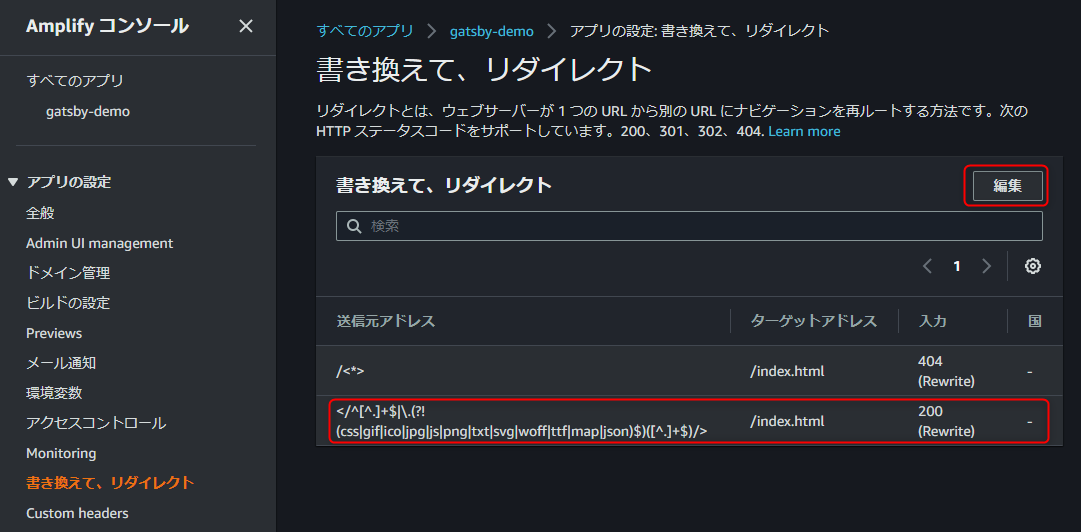 Amplify コンソール
すべてのアプリ
gatsby-demo
アプリの設定
全般
Admin UI management
ドメイン管理
ビルドの設定
Previews
メール通知
環境変数
アクセスコントロール
Monitoring
書き換えて、リダイレクト
Custom headers
すべてのアプリ > gatsby-demo > アプリの設定: 書き換えて、リダイレクト
書き換えて、リダイレクト
リダイレクトとは、ウェブサーバーが 1 つの URL から別の URL にナビゲーションを再ルートする方法です。次の
HTTP ステータスコードをサポートしています。200、301、302、404. Learn more
書き換えて、リダイレクト 編集
検索
1
送信元アドレス ターゲットアドレス 入力 国
/<*> /index.html 404 (Rewrite) -
</^[^.]+$|\.(?!
(css|gif|ico|jpg|js|png|txt|svg|woff|ttf|map|json)$)([^.]+$)/> /index.html 200 (Rewrite) -